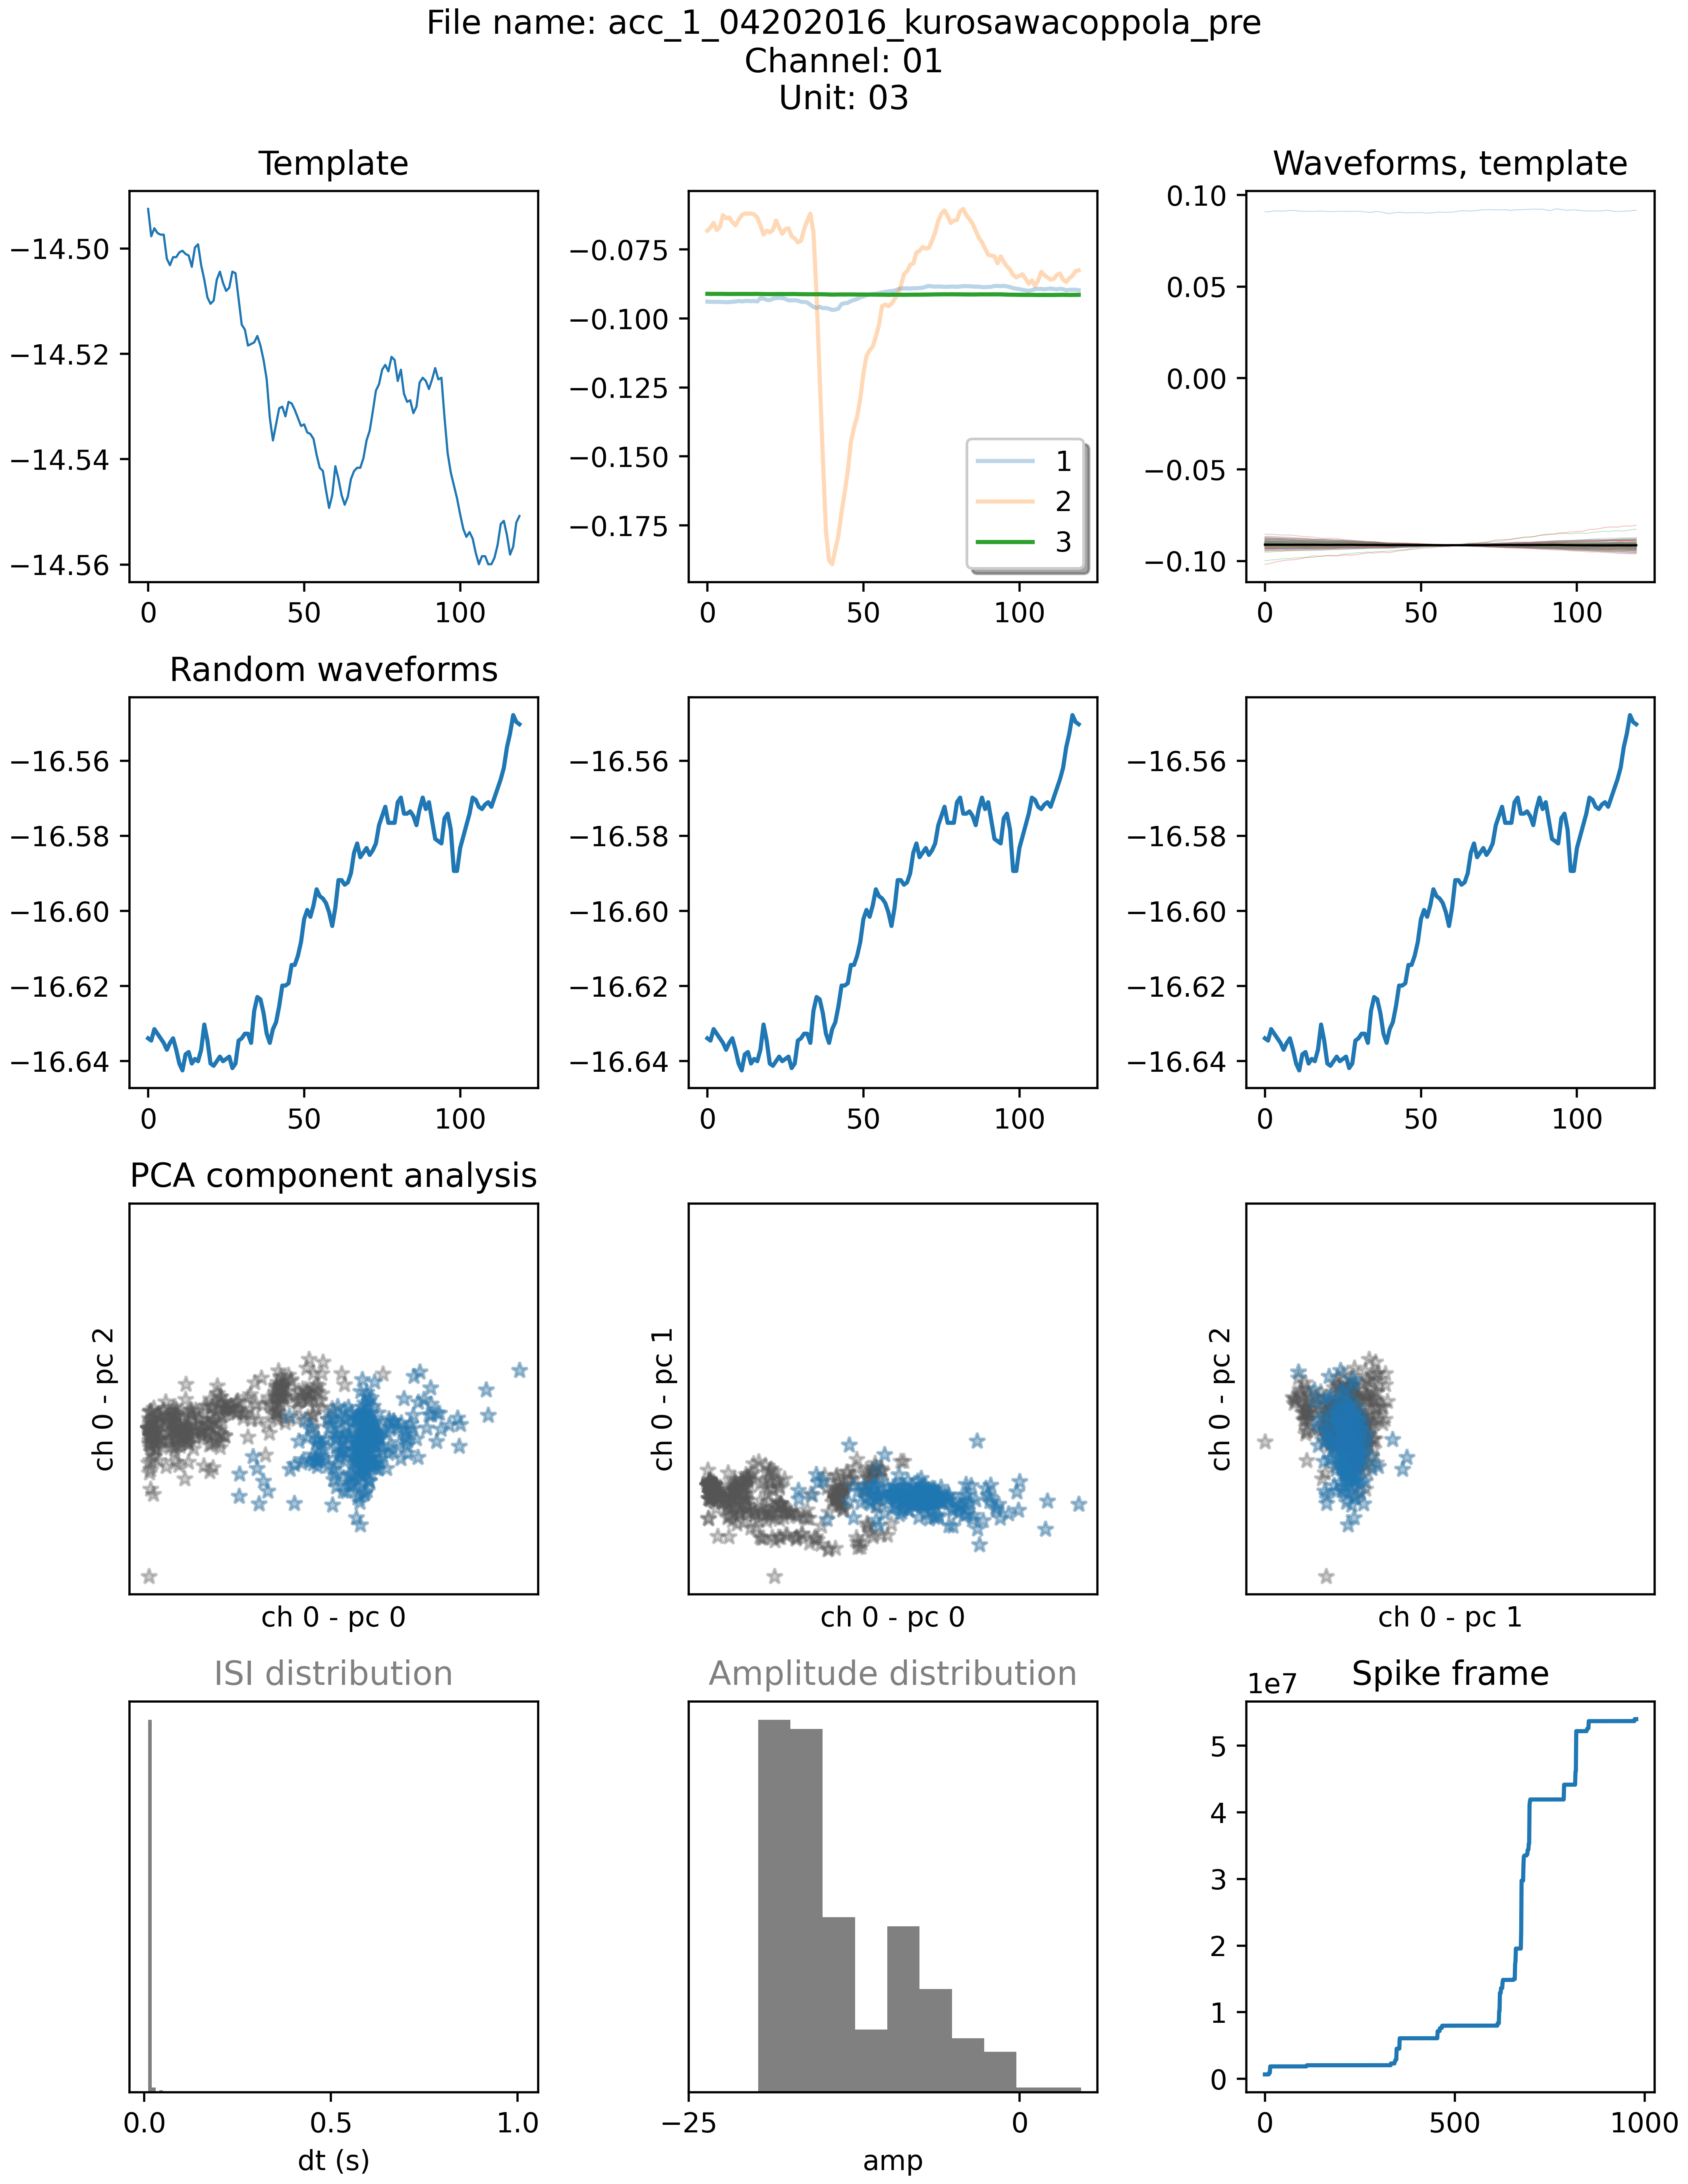 File name: acc_1_04202016_kurosawacoppola_pre
Channel: 01
Unit: 03
Template
−14.50
−14.52
−14.54
−14.56
0 50 100
−0.075
−0.100
−0.125
−0.150
−0.175
1
2
3
0 50 100
Waveforms, template
0.10
0.05
0.00
−0.05
−0.10
0 50 100
Random waveforms
−16.56
−16.58
−16.60
−16.62
−16.64
0 50 100
−16.56
−16.58
−16.60
−16.62
−16.64
0 50 100
−16.56
−16.58
−16.60
−16.62
−16.64
0 50 100
PCA component analysis
ch 0 - pc 2
ch 0 - pc 0
ch 0 - pc 1
ch 0 - pc 0
ch 0 - pc 2
ch 0 - pc 1
ISI distribution
0.0 0.5 1.0
dt (s)
Amplitude distribution
−25 0
amp
Spike frame
1e7
5
4
3
2
1
0
0 500 1000